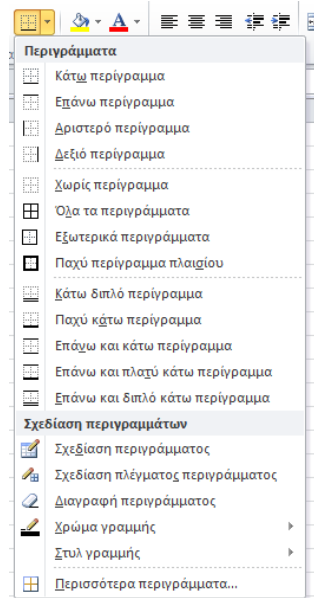 Περιγράμματα
Κάτω περίγραμμα
Επάνω περίγραμμα
Αριστερό περίγραμμα
Δεξιό περίγραμμα
Χωρίς περίγραμμα
Όλα τα περιγράμματα
Εξωτερικά περιγράμματα
Παχύ περίγραμμα πλαισίου
Κάτω διπλό περίγραμμα
Παχύ κάτω περίγραμμα
Επάνω και κάτω περίγραμμα
Επάνω και πλατύ κάτω περίγραμμα
Επάνω και διπλό κάτω περίγραμμα
Σχεδίαση περιγραμμάτων
Σχεδίαση περιγράμματος
Σχεδίαση πλέγματος περιγράμματος
Διαγραφή περιγράμματος
Χρώμα γραμμής
Στυλ γραμμής
Περισσότερα περιγράμματα...